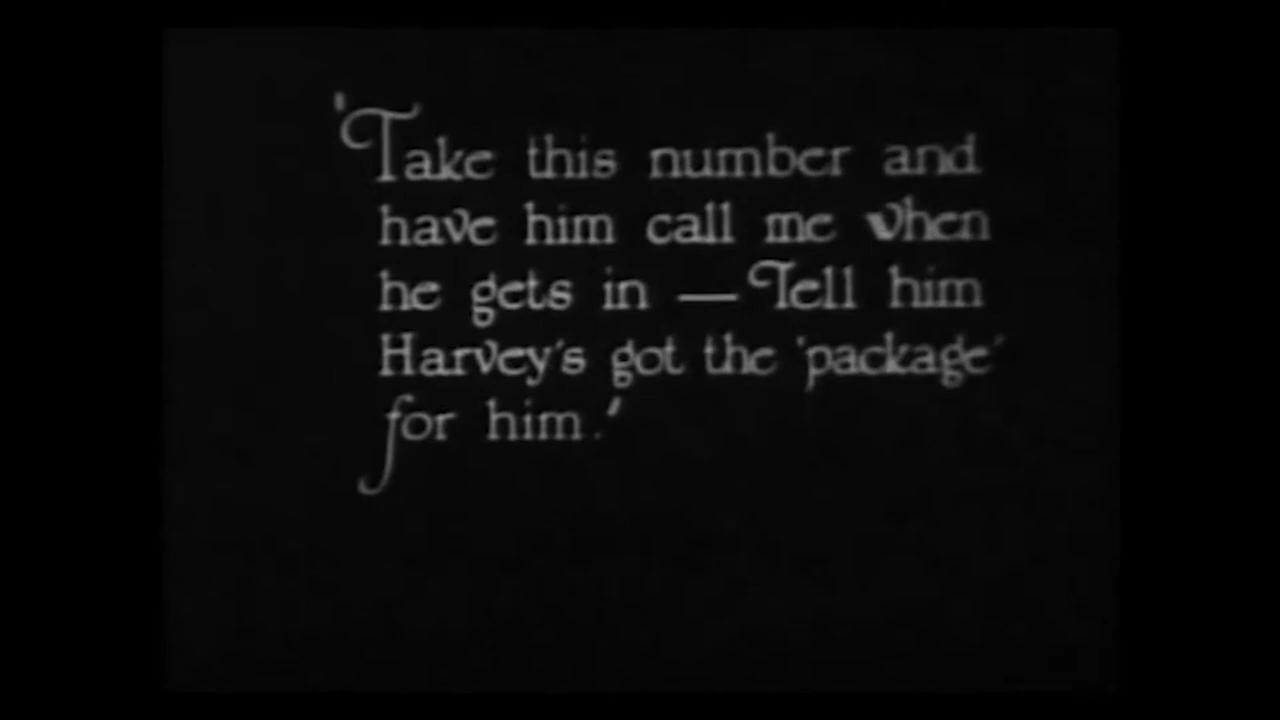 'Take this number and
have him call me when
he gets in — Tell him
Harvey's got the 'package'
for him.'